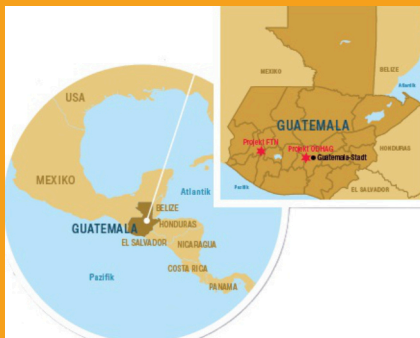 USA
MEXIKO
Atlantik
BELIZE
GUATEMALA
HONDURAS
EL SALVADOR
NICARAGUA
Pazifik
COSTA RICA
PANAMA
MEXIKO
BELIZE
Atlantik
GUATEMALA
Projekt FTN
Projekt ODHAG
Guatemala-Stadt
HONDURAS
Pazifik
EL SALVADOR